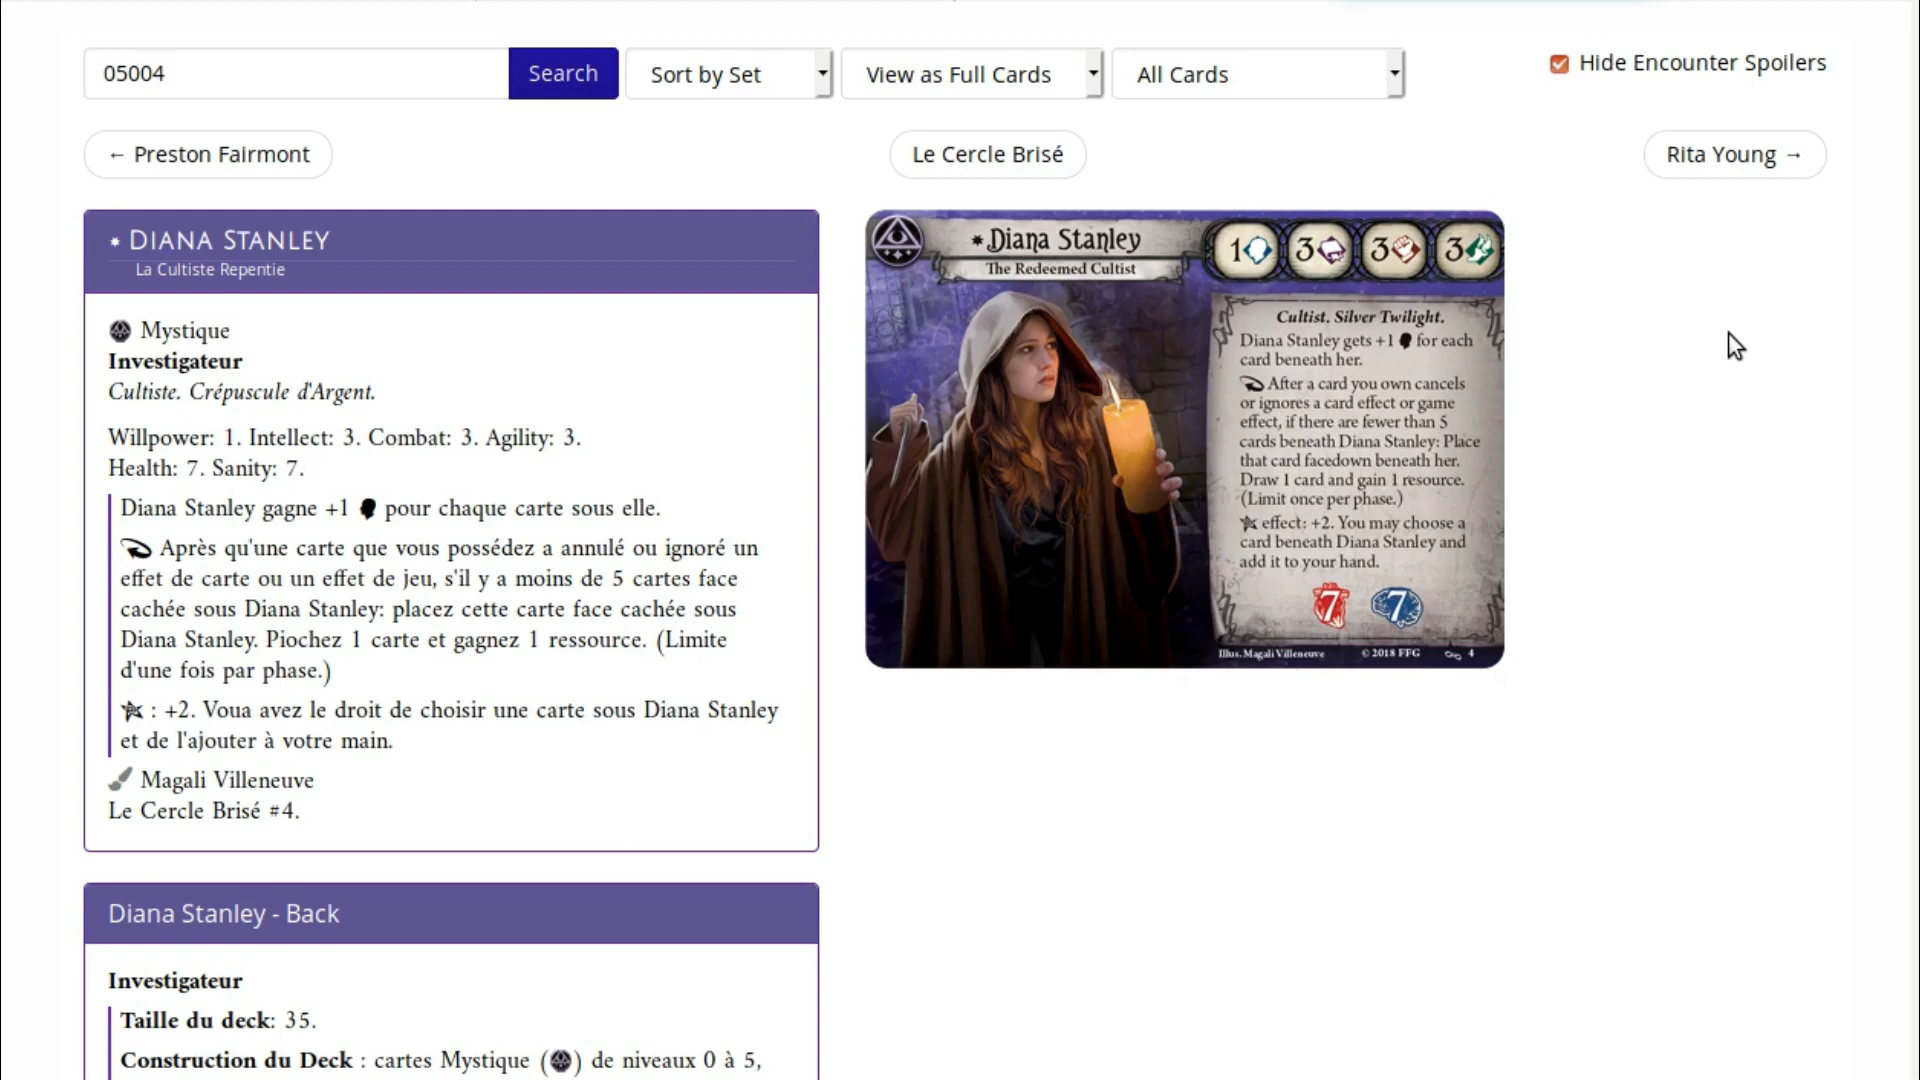 05004
Search
Sort by Set
View as Full Cards
All Cards
Hide Encounter Spoilers
← Preston Fairmont
Le Cercle Brisé
Rita Young →
DIANA STANLEY
La Cultiste Repentie
Mystique
Investigateur
Cultiste. Crépuscule d'Argent.
Willpower: 1. Intellect: 3. Combat: 3. Agility: 3.
Health: 7. Sanity: 7.
Diana Stanley gagne +1 pour chaque carte sous elle.
Après qu'une carte que vous possédez a annulé ou ignoré un
effet de carte ou un effet de jeu, s'il y a moins de 5 cartes face
cachée sous Diana Stanley: placez cette carte face cachée sous
Diana Stanley. Piochez 1 carte et gagnez 1 ressource. (Limite
d'une fois par phase.)
: +2. Voua avez le droit de choisir une carte sous Diana Stanley
et de l'ajouter à votre main.
Magali Villeneuve
Le Cercle Brisé #4.
Diana Stanley
The Redeemed Cultist
1 3 3 3
Cultist. Silver Twilight.
Diana Stanley gets +1 for each
card beneath her.
After a card you own cancels
or ignores a card effect or game
effect, if there are fewer than 5
cards beneath Diana Stanley: Place
that card facedown beneath her.
Draw 1 card and gain 1 resource.
(Limit once per phase.)
effect: +2. You may choose a
card beneath Diana Stanley and
add it to your hand.
7 7
Illus. Magali Villeneuve © 2018 FFG 4
Diana Stanley - Back
Investigateur
Taille du deck: 35.
Construction du Deck : cartes Mystique () de niveaux 0 à 5,